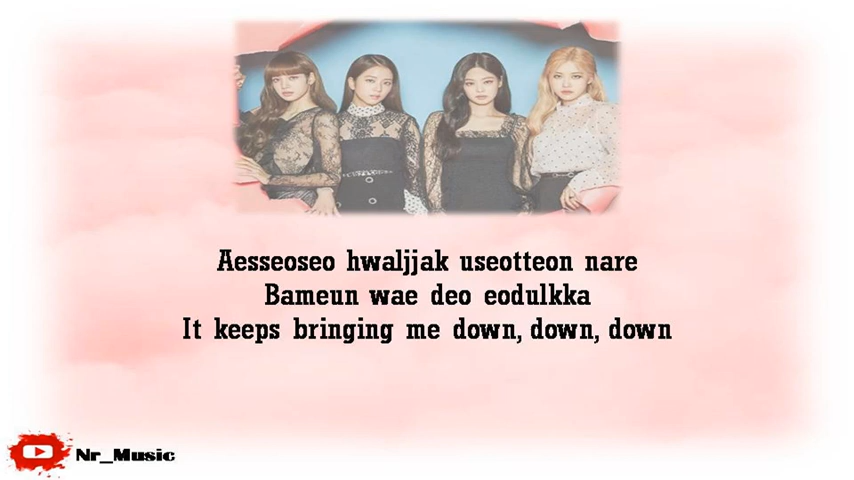 Aesseoseo hwaljjak useotteon nare
Bameun wae deo eodulkka
It keeps bringing me down, down, down
Nr_Music